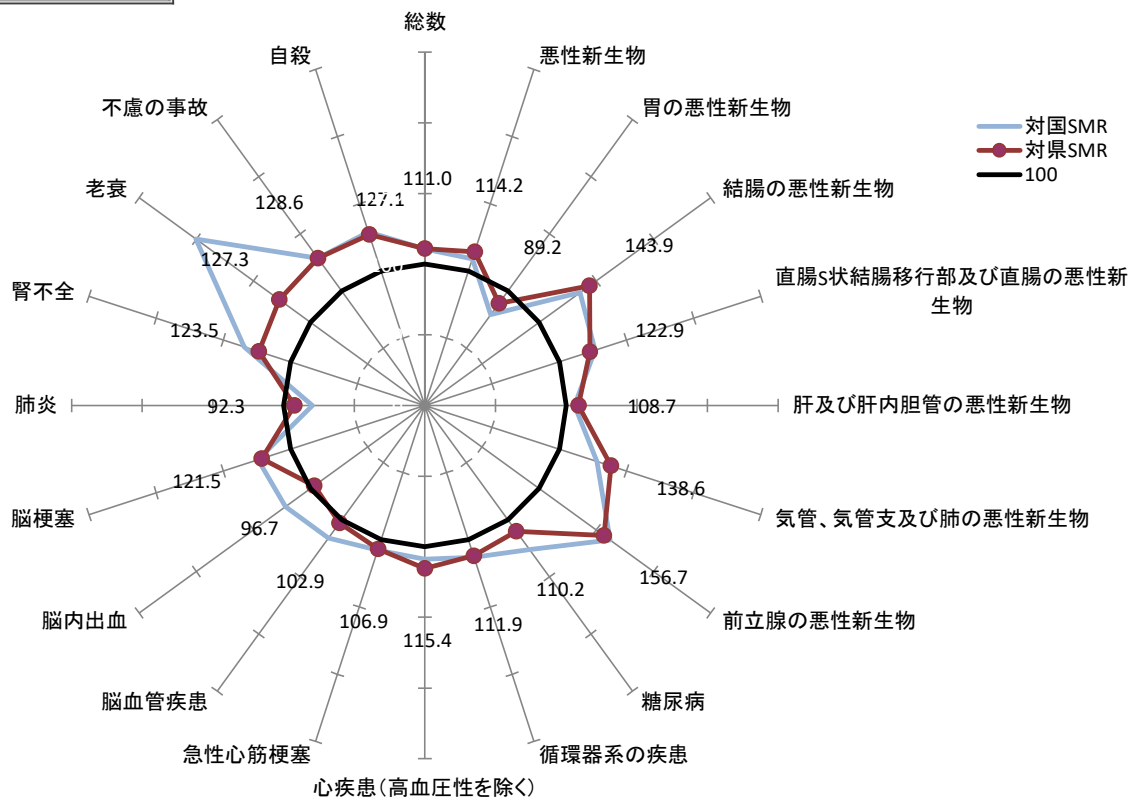 総数
自殺
悪性新生物
不慮の事故
胃の悪性新生物
対国SMR
対県SMR
100
老衰
結腸の悪性新生物
111.0
114.2
127.1
128.6
89.2
143.9
127.3
腎不全
直腸S状結腸移行部及び直腸の悪性新
生物
123.5
122.9
肺炎
92.3
108.7
肝及び肝内胆管の悪性新生物
121.5
138.6
脳梗塞
気管、気管支及び肺の悪性新生物
96.7
156.7
102.9
110.2
脳内出血
前立腺の悪性新生物
106.9
111.9
115.4
脳血管疾患
糖尿病
急性心筋梗塞
循環器系の疾患
心疾患(高血圧性を除く)